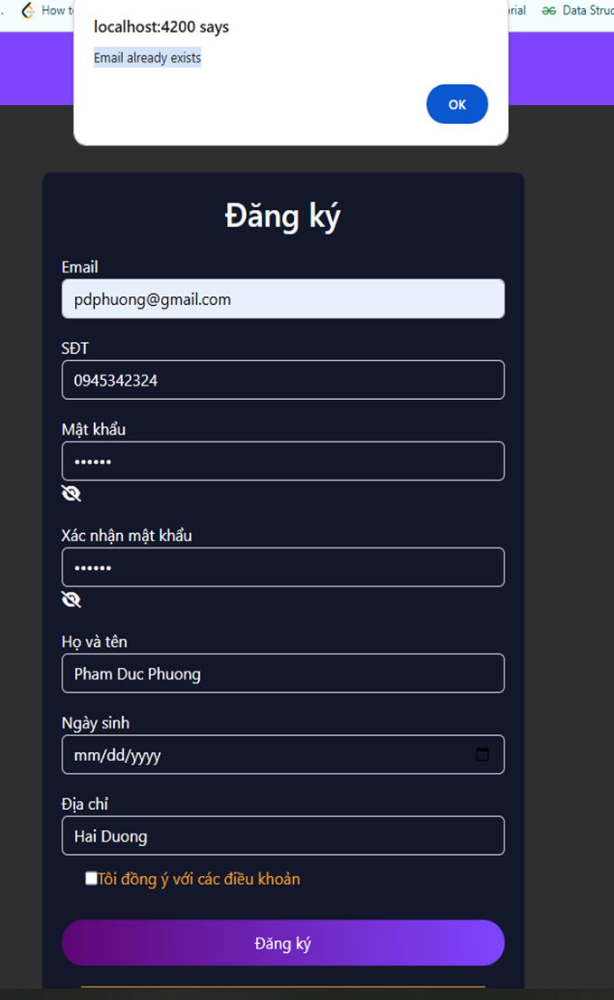 How t
localhost:4200 says
rial
Data Struc
Email already exists
OK
Đăng ký
Email
pdphuong@gmail.com
SĐT
0945342324
Mật khẩu
••••••
Xác nhận mật khẩu
••••••
Họ và tên
Pham Duc Phuong
Ngày sinh
mm/dd/yyyy
Địa chỉ
Hai Duong
Tôi đồng ý với các điều khoản
Đăng ký